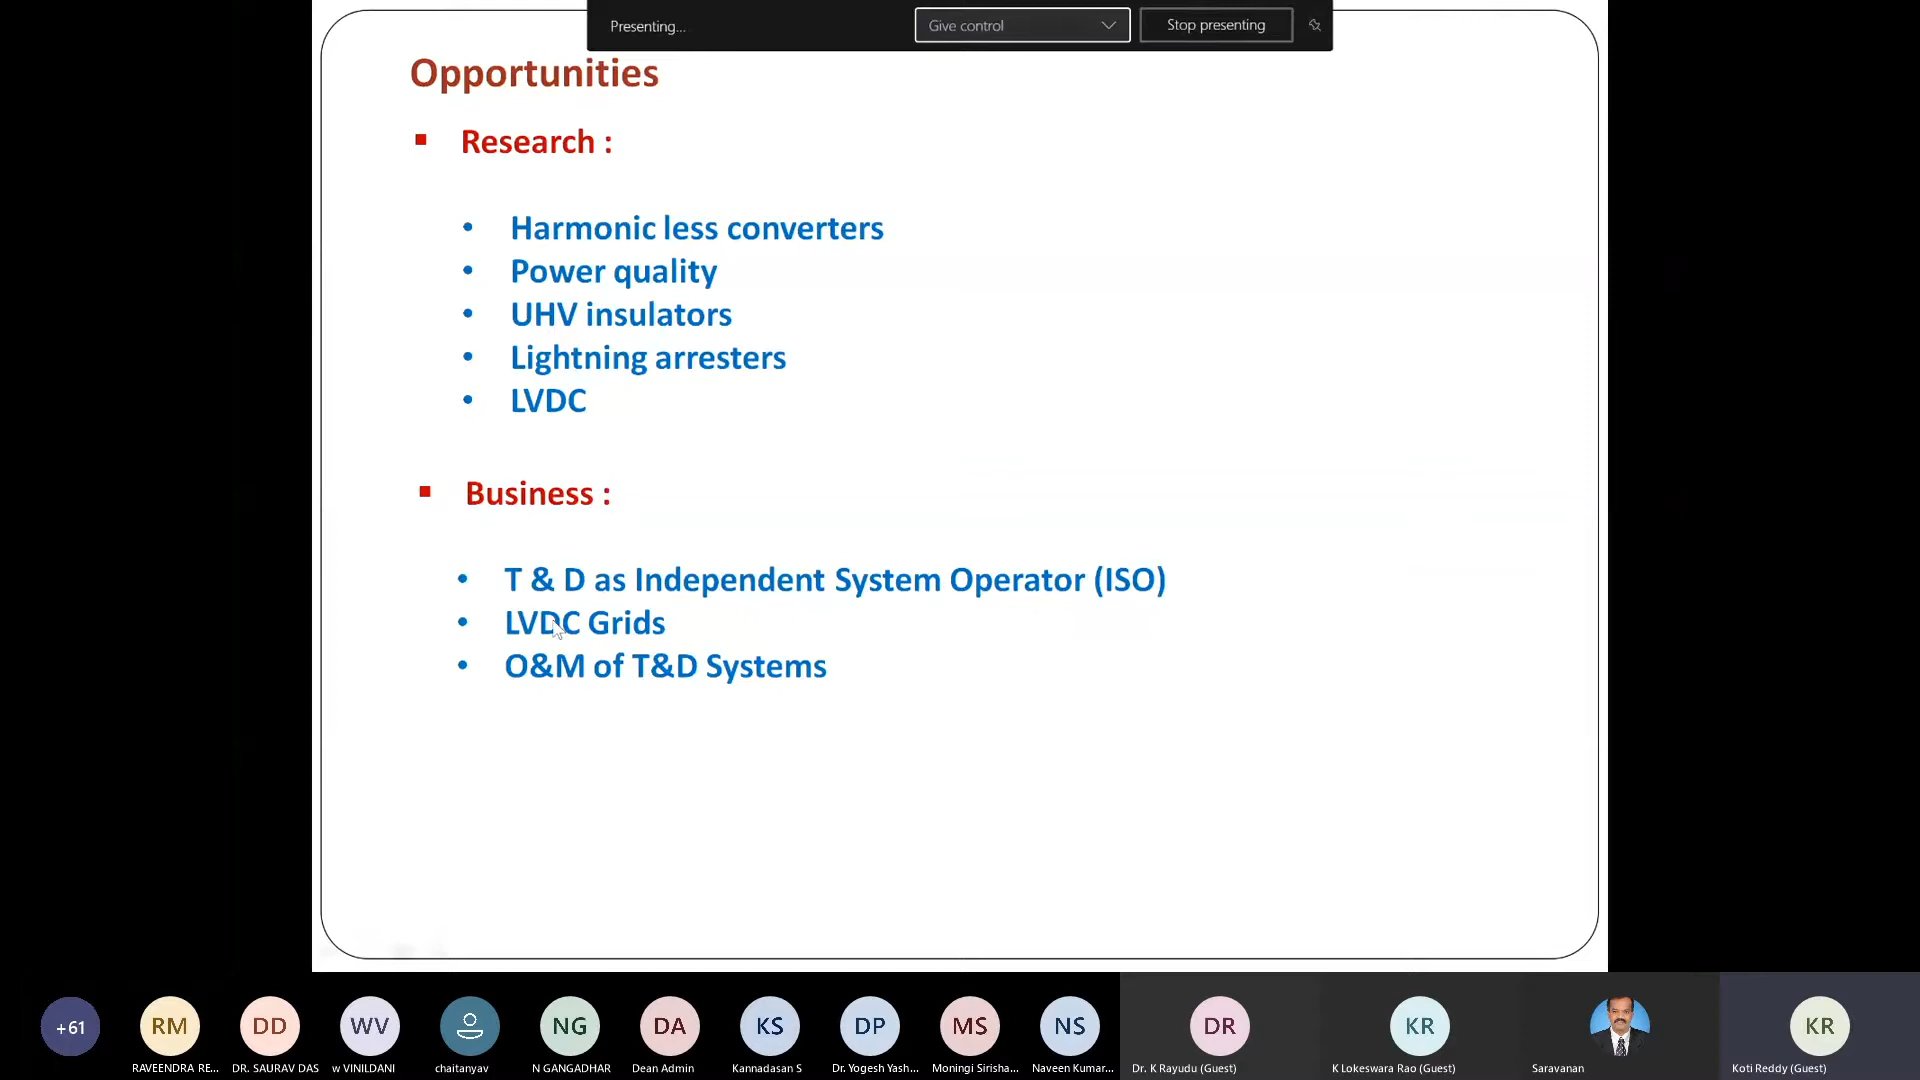 Presenting...
Give control
Stop presenting
Opportunities
Research :
Harmonic less converters
Power quality
UHV insulators
Lightning arresters
LVDC
Business :
T & D as Independent System Operator (ISO)
LVDC Grids
O&M of T&D Systems
+61
RM
DD
WV
NG
DA
KS
DP
MS
NS
DR
KR
KR
RAVEENDRA RE...
DR. SAURAV DAS
w VINILDANI
chaitanyav
N GANGADHAR
Dean Admin
Kannadasan S
Dr. Yogesh Yash...
Moningi Sirisha...
Naveen Kumar...
Dr. K Rayudu (Guest)
K Lokeswara Rao (Guest)
Saravanan
Koti Reddy (Guest)